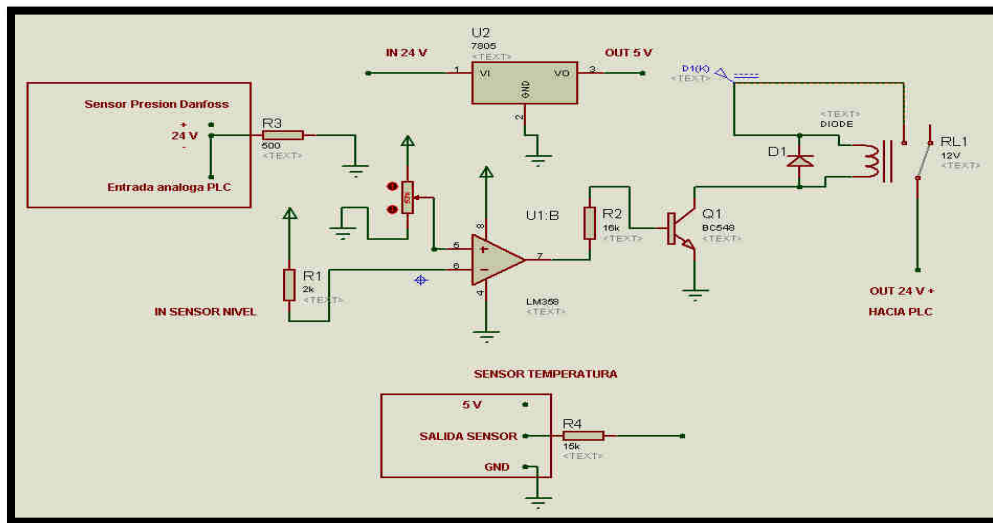 U2
7805
<TEXT>
IN 24 V
OUT 5 V
1
VI
VO
3
GND
2
D1(K)
<TEXT>
Sensor Presion Danfoss
+
24 V
-
Entrada analoga PLC
R3
500
<TEXT>
<TEXT>
DIODE
D1
RL1
12V
<TEXT>
R1
2k
<TEXT>
IN SENSOR NIVEL
8
5
6
+
-
7
4
U1:B
LM358
<TEXT>
R2
<TEXT>
Q1
BC548
<TEXT>
OUT 24 V +
HACIA PLC
SENSOR TEMPERATURA
5 V
SALIDA SENSOR
GND
R4
<TEXT>